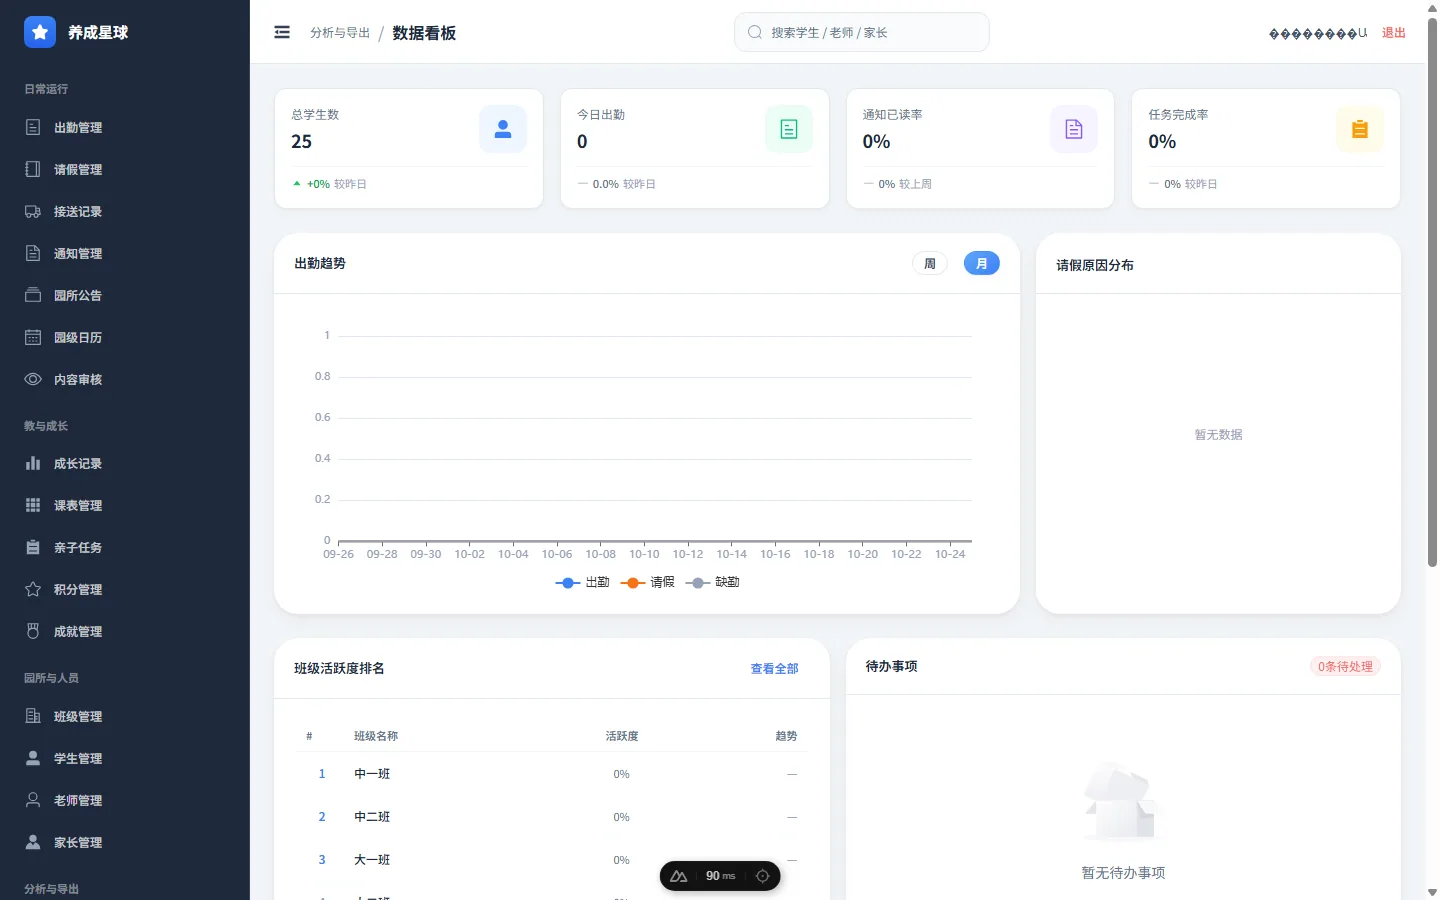 养成星球
日常运行
出勤管理
请假管理
接送记录
通知管理
园所公告
园级日历
内容审核
教与成长
成长记录
课表管理
亲子任务
积分管理
成就管理
园所与人员
班级管理
学生管理
老师管理
家长管理
分析与导出
分析与导出 / 数据看板
搜索学生 / 老师 / 家长
��������Ա 退出
总学生数
25
+0% 较昨日
今日出勤
0
— 0.0% 较昨日
通知已读率
0%
— 0% 较上周
任务完成率
0%
— 0% 较昨日
出勤趋势
周 月
1
0.8
0.6
0.4
0.2
0
09-26 09-28 09-30 10-02 10-04 10-06 10-08 10-10 10-12 10-14 10-16 10-18 10-20 10-22 10-24
出勤 请假 缺勤
请假原因分布
暂无数据
班级活跃度排名 查看全部
# 班级名称 活跃度 趋势
1 中一班 0% —
2 中二班 0% —
3 大一班 0% —
待办事项 0条待处理
暂无待办事项
90 ms